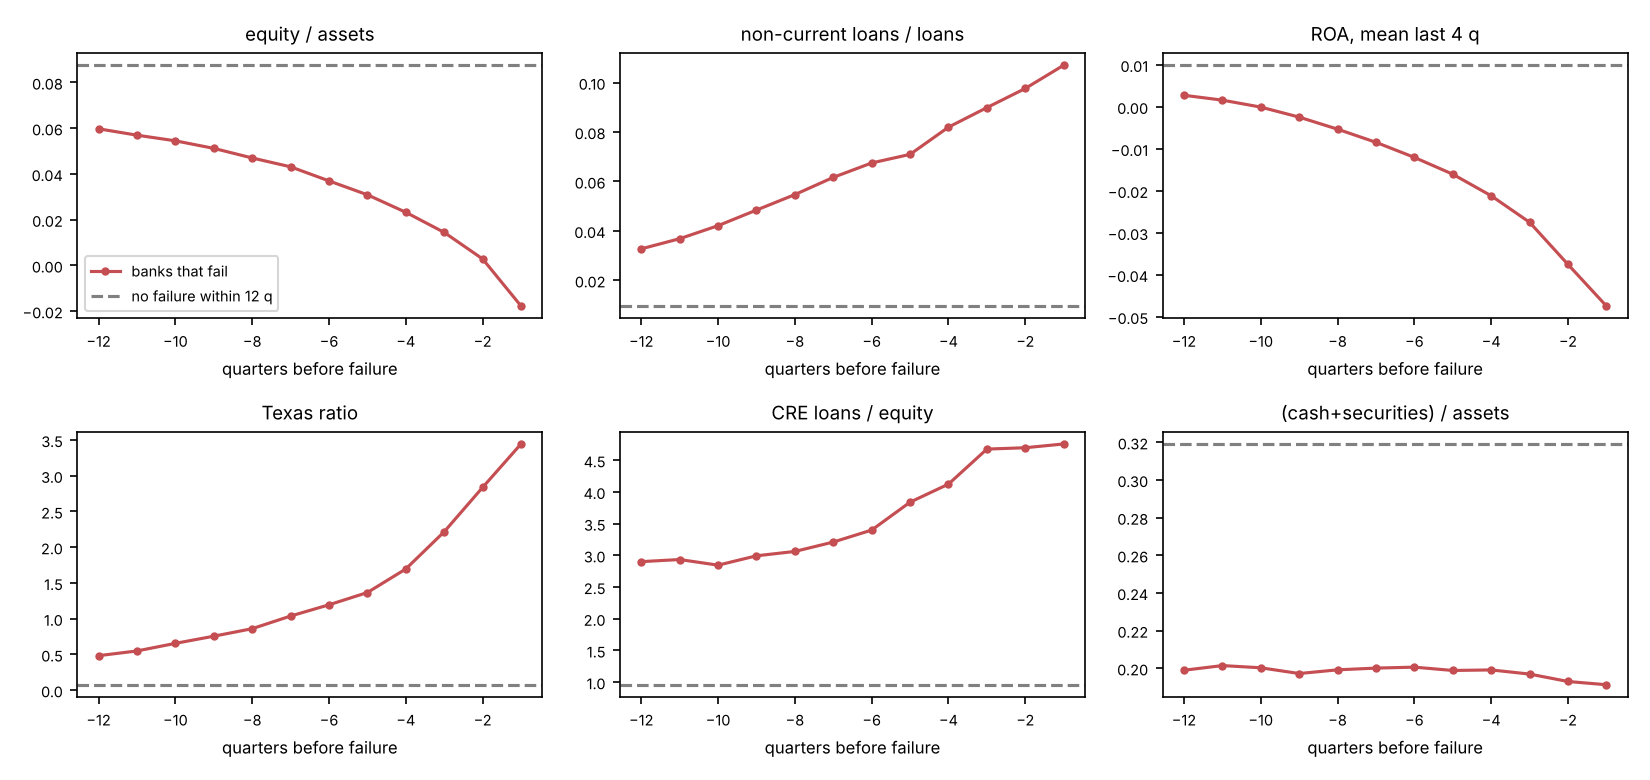 equity / assets
0.08
0.06
0.04
0.02
0.00
−0.02
banks that fail
no failure within 12 q
−12 −10 −8 −6 −4 −2
quarters before failure
non-current loans / loans
0.10
0.08
0.06
0.04
0.02
−12 −10 −8 −6 −4 −2
quarters before failure
ROA, mean last 4 q
0.01
0.00
−0.01
−0.02
−0.03
−0.04
−0.05
−12 −10 −8 −6 −4 −2
quarters before failure
Texas ratio
3.5
3.0
2.5
2.0
1.5
1.0
0.5
0.0
−12 −10 −8 −6 −4 −2
quarters before failure
CRE loans / equity
4.5
4.0
3.5
3.0
2.5
2.0
1.5
1.0
−12 −10 −8 −6 −4 −2
quarters before failure
(cash+securities) / assets
0.32
0.30
0.28
0.26
0.24
0.22
0.20
−12 −10 −8 −6 −4 −2
quarters before failure